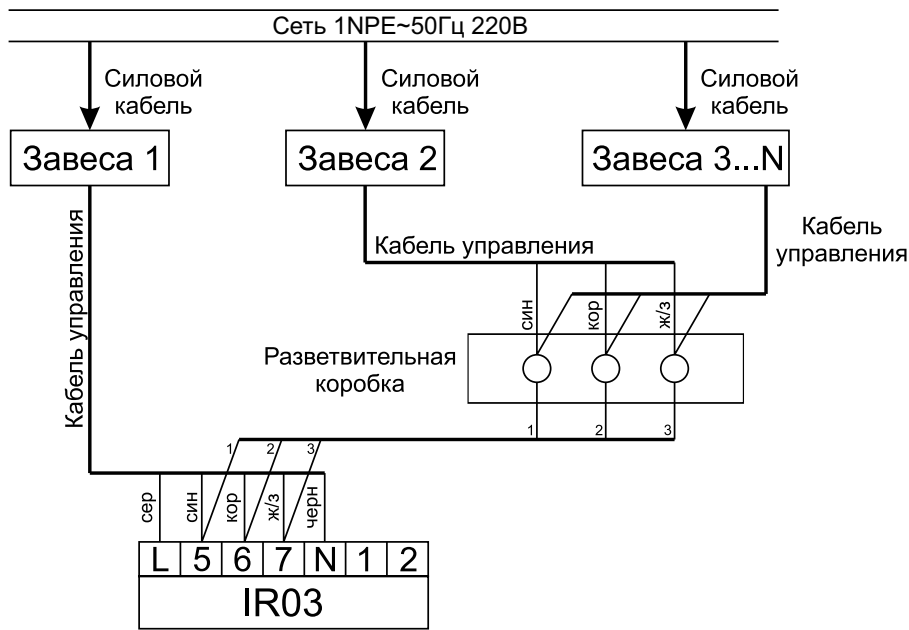 Сеть 1NPE~50Гц 220В
Силовой
кабель
Силовой
кабель
Силовой
кабель
Завеса 1
Завеса 2
Завеса 3...N
Кабель управления
Кабель управления
Кабель
управления
син
кор
ж/з
Разветвительная
коробка
1
2
3
1
2
3
сер
син
кор
ж/з
черн
L 5 6 7 N 1 2
IR03